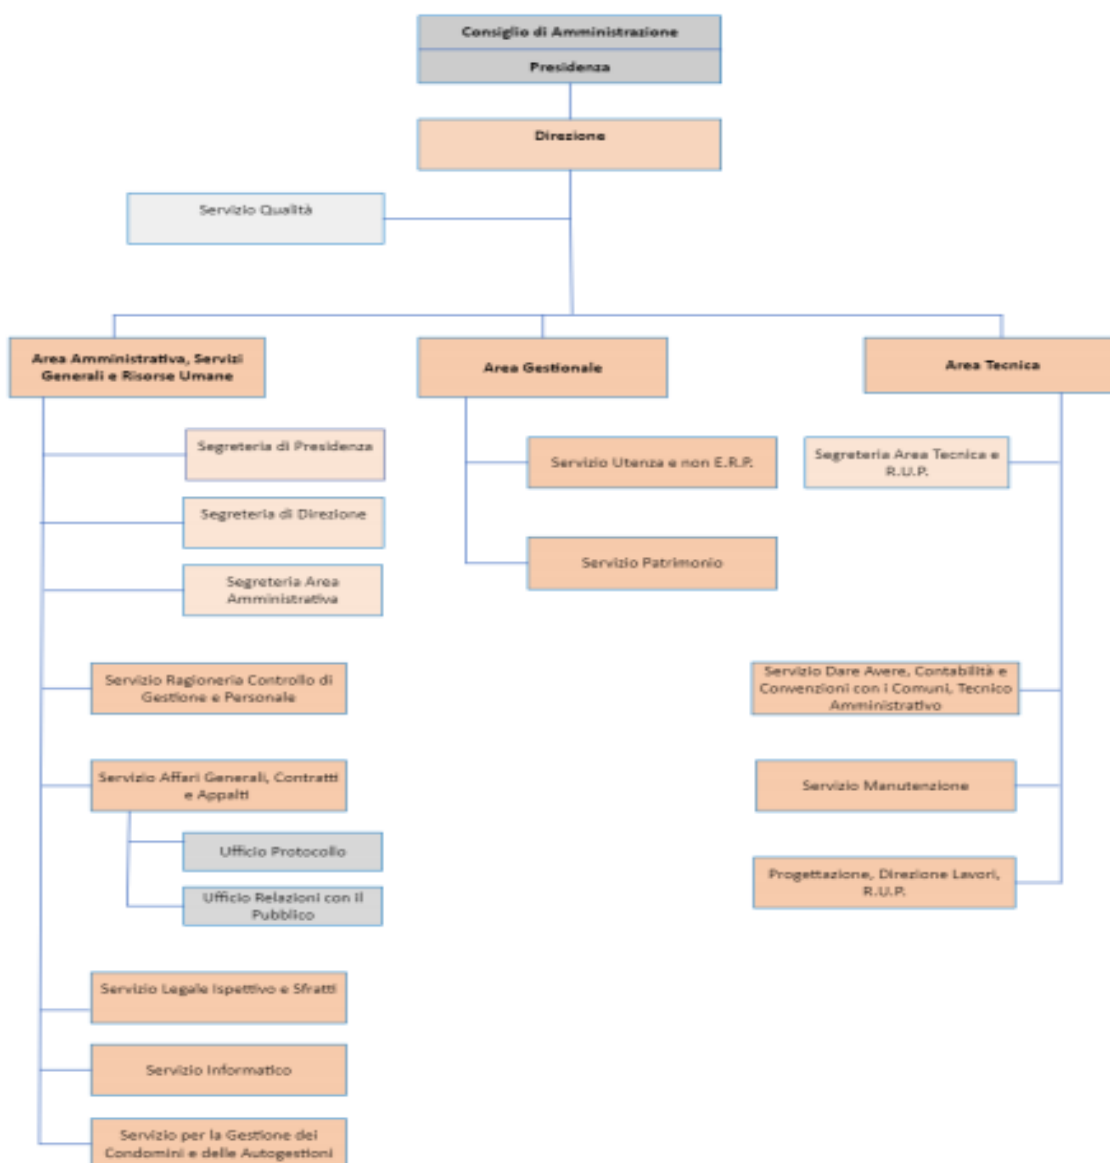 Consiglio di Amministrazione
Presidenza
Direzione
Servizio Qualità
Area Amministrativa, Servizi
Generali e Risorse Umane
Area Gestionale
Area Tecnica
Segreteria di Presidenza
Segreteria di Direzione
Segreteria Area
Amministrativa
Servizio Ragioneria Controllo di
Gestione e Personale
Servizio Affari Generali, Contratti
e Appalti
Ufficio Protocollo
Ufficio Relazioni con il
Pubblico
Servizio Legale Ispettivo e Sfratti
Servizio Informatico
Servizio per la Gestione dei
Condomini e delle Autogestioni
Servizio Utenza e non E.R.P.
Servizio Patrimonio
Segreteria Area Tecnica e
R.U.P.
Servizio Dare Avere, Contabilità e
Convenzioni con i Comuni, Tecnico
Amministrativo
Servizio Manutenzione
Progettazione, Direzione Lavori,
R.U.P.